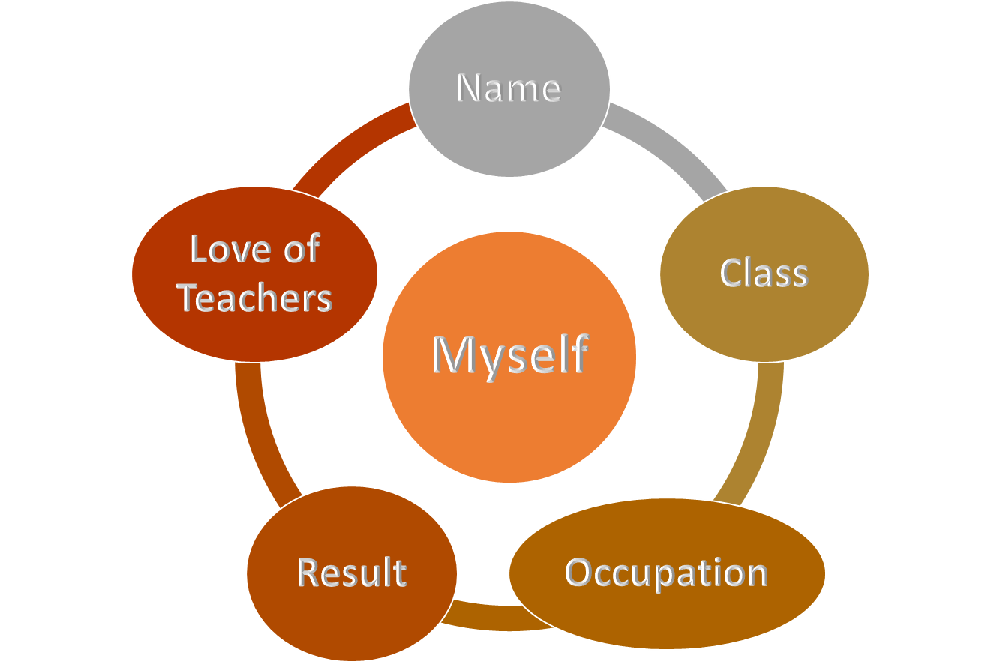 Name
Class
Occupation
Result
Love of
Teachers
Myself